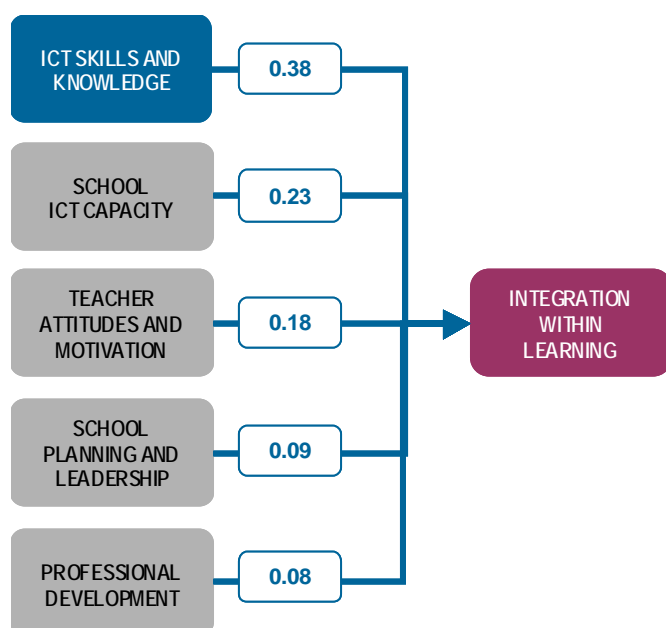 ICT SKILLS AND
KNOWLEDGE
0.38
SCHOOL
ICT CAPACITY
0.23
TEACHER
ATTITUDES AND
MOTIVATION
0.18
INTEGRATION
WITHIN
LEARNING
SCHOOL
PLANNING AND
LEADERSHIP
0.09
PROFESSIONAL
DEVELOPMENT
0.08